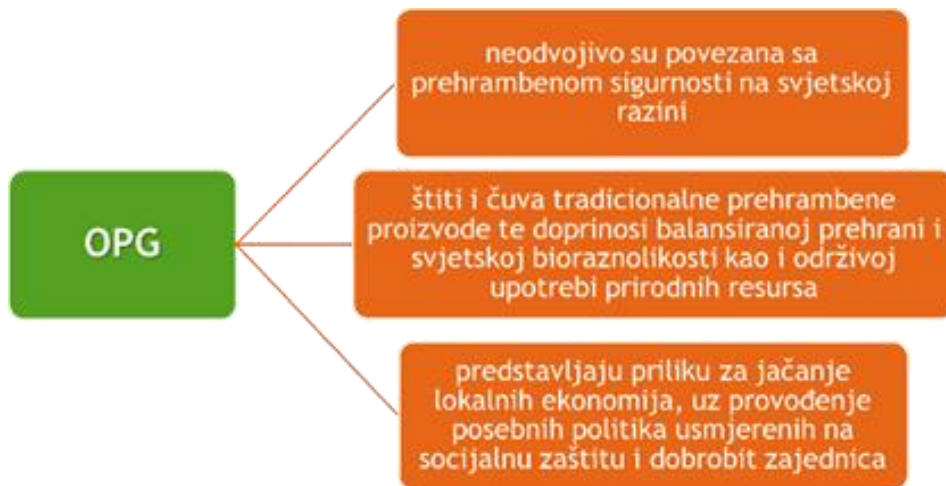 OPG
neodvojivo su povezana sa
prehrambenom sigurnosti na svjetskoj
razini
štiti i čuva tradicionalne prehrambene
proizvode te doprinosi balansiranoj prehrani i
svjetskoj bioraznolikosti kao i održivoj
upotrebi prirodnih resursa
predstavljaju priliku za jačanje
lokalnih ekonomija, uz provođenje
posebnih politika usmjerenih na
socijalnu zaštitu i dobrobit zajednica